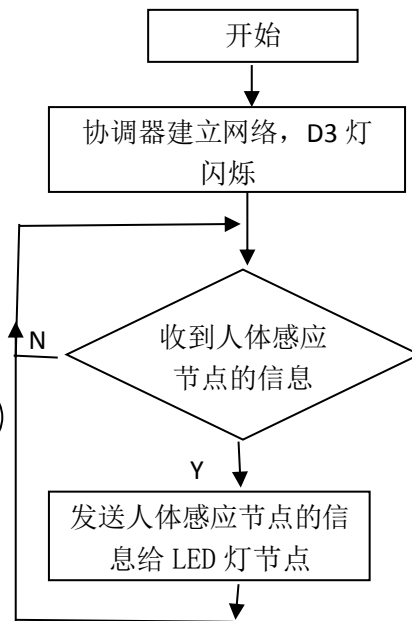 开始
协调器建立网络，D3 灯
闪烁
收到人体感应
节点的信息
N
Y
发送人体感应节点的信
息给 LED 灯节点